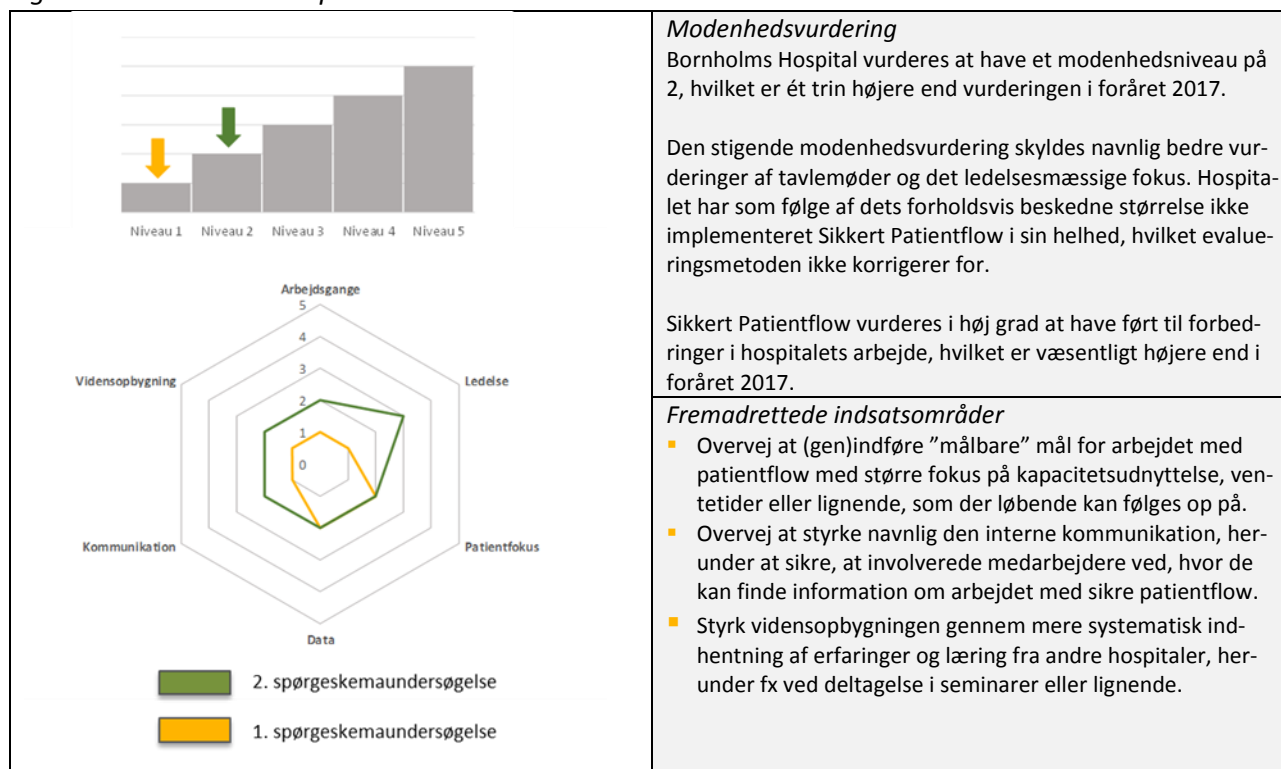 Niveau 1 Niveau 2 Niveau 3 Niveau 4 Niveau 5
Arbejdsgange
5
4
3
2
1
0
Vidensopbygning
Ledelse
Kommunikation
Patientfokus
Data
2. spørgeskemaundersøgelse
1. spørgeskemaundersøgelse
Modenhedsvurdering
Bornholms Hospital vurderes at have et modenhedsniveau på
2, hvilket er ét trin højere end vurderingen i foråret 2017.
Den stigende modenhedsvurdering skyldes navnlig bedre vur-
deringer af tavlemøder og det ledelsesmæssige fokus. Hospita-
let har som følge af dets forholdsvis beskedne størrelse ikke
implementeret Sikkert Patientflow i sin helhed, hvilket evalue-
ringsmetoden ikke korrigerer for.
Sikkert Patientflow vurderes i høj grad at have ført til forbed-
ringer i hospitalets arbejde, hvilket er væsentligt højere end i
foråret 2017.
Fremadrettede indsatsområder
Overvej at (gen)indføre ”målbare” mål for arbejdet med
patientflow med større fokus på kapacitetsudnyttelse, ven-
tetider eller lignende, som der løbende kan følges op på.
Overvej at styrke navnlig den interne kommunikation, her-
under at sikre, at involverede medarbejdere ved, hvor de
kan finde information om arbejdet med sikre patientflow.
Styrk vidensopbygningen gennem mere systematisk ind-
hentning af erfaringer og læring fra andre hospitaler, her-
under fx ved deltagelse i seminarer eller lignende.